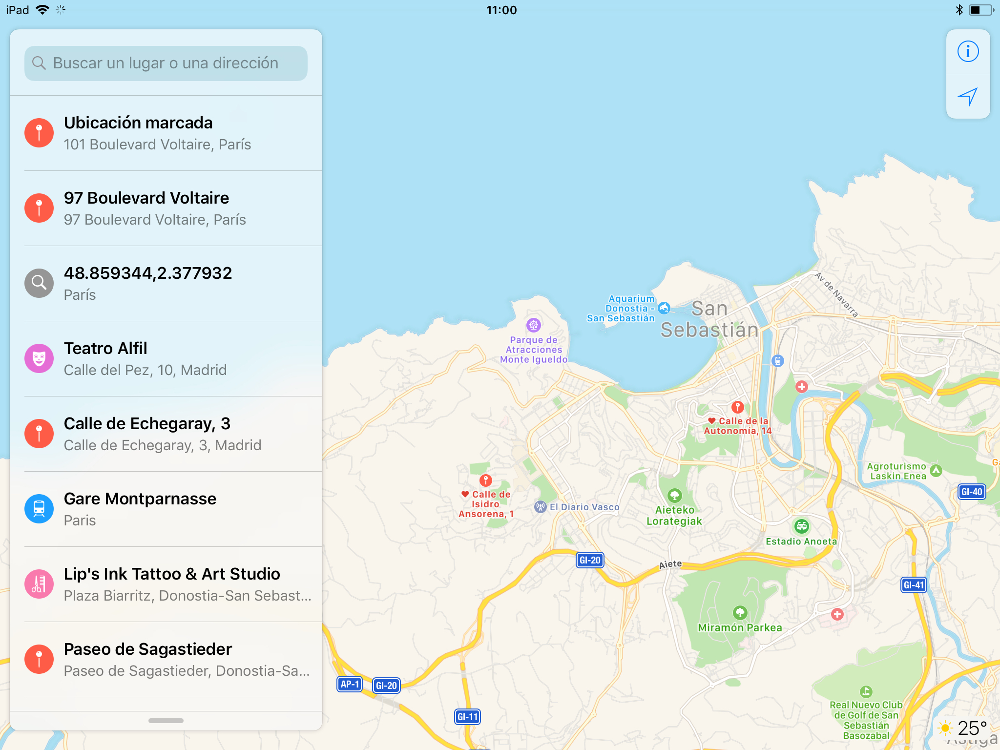 iPad
11:00
Buscar un lugar o una dirección
Ubicación marcada
101 Boulevard Voltaire, París
97 Boulevard Voltaire
97 Boulevard Voltaire, París
48.859344,2.377932
París
Teatro Alfil
Calle del Pez, 10, Madrid
Calle de Echegaray, 3
Calle de Echegaray, 3, Madrid
Gare Montparnasse
Paris
Lip's Ink Tattoo & Art Studio
Plaza Biarritz, Donostia-San Sebast...
Paseo de Sagastieder
Paseo de Sagastieder, Donostia-Sa...
Av de Navarra
Aquarium
Donostia -
San Sebastián
San
Sebastián
Parque de
Atracciones
Monte Igueldo
Calle de la
Autonomía, 14
Agroturismo
Laskin Enea
GI-40
Calle de
Isidro
Ansorena, 1
El Diario Vasco
Aieteko
Lorategiak
Estadio Anoeta
GI-20
Aiete
GI-41
Miramón Parkea
AP-1
GI-20
GI-11
Real Nuevo Club
de Golf de San
Sebastián
Basozabal
25°